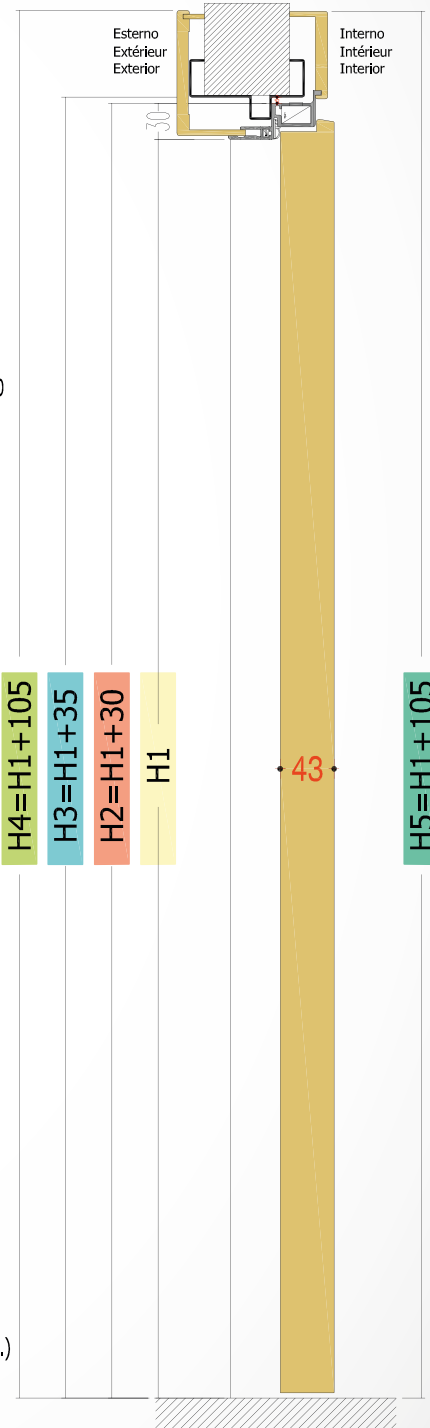 Esterno
Extérieur
Exterior
Interno
Intérieur
Interior
30
H4=H1+105
H3=H1+35
H2=H1+30
H1
43
H5=H1+105
.)